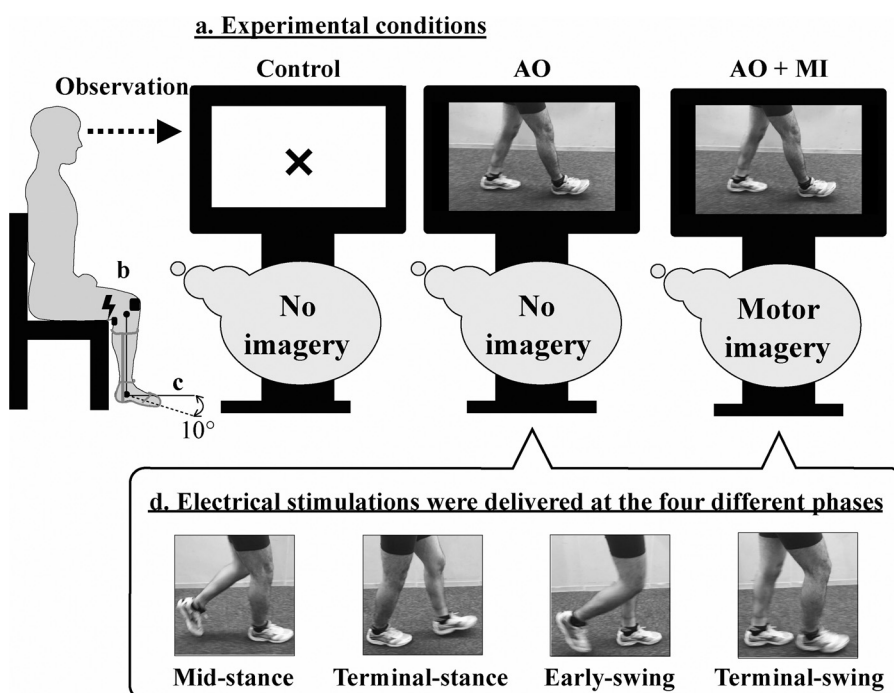 a. Experimental conditions
Observation
Control
AO
AO + MI
×
b
No
imagery
No
imagery
Motor
imagery
c
10°
d. Electrical stimulations were delivered at the four different phases
Mid-stance
Terminal-stance
Early-swing
Terminal-swing